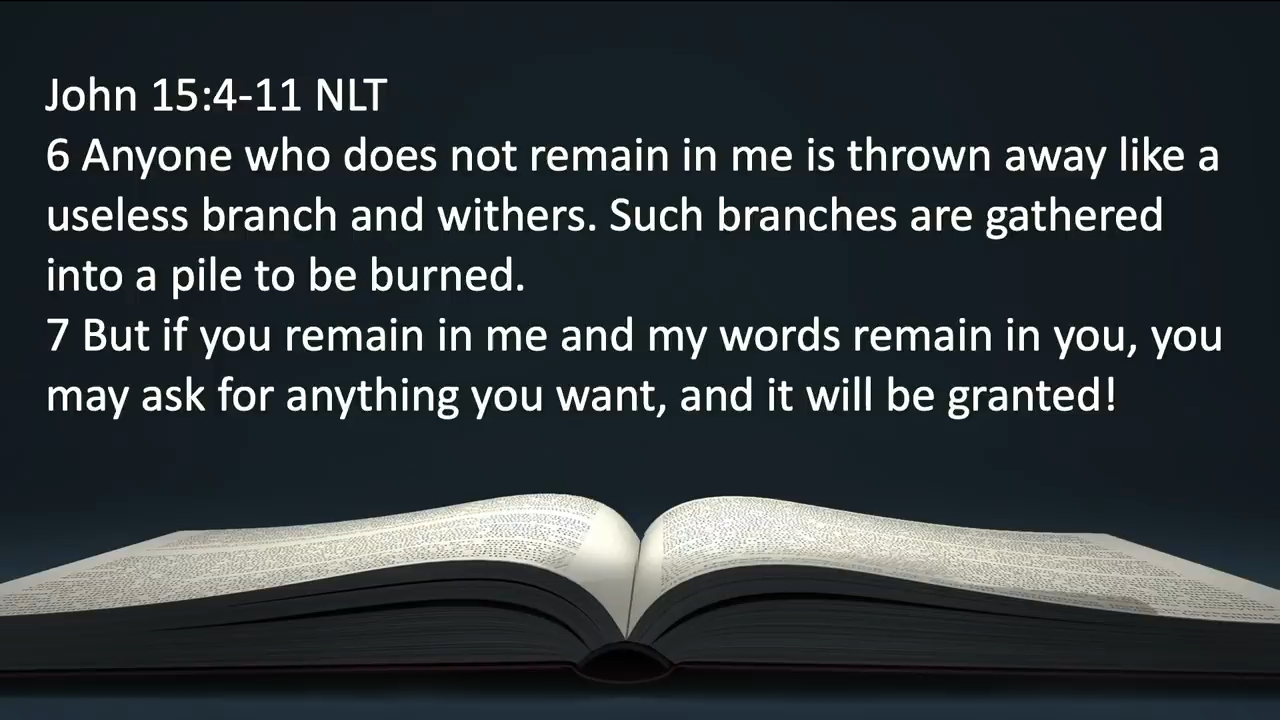 John 15:4-11 NLT
6 Anyone who does not remain in me is thrown away like a
useless branch and withers. Such branches are gathered
into a pile to be burned.
7 But if you remain in me and my words remain in you, you
may ask for anything you want, and it will be granted!